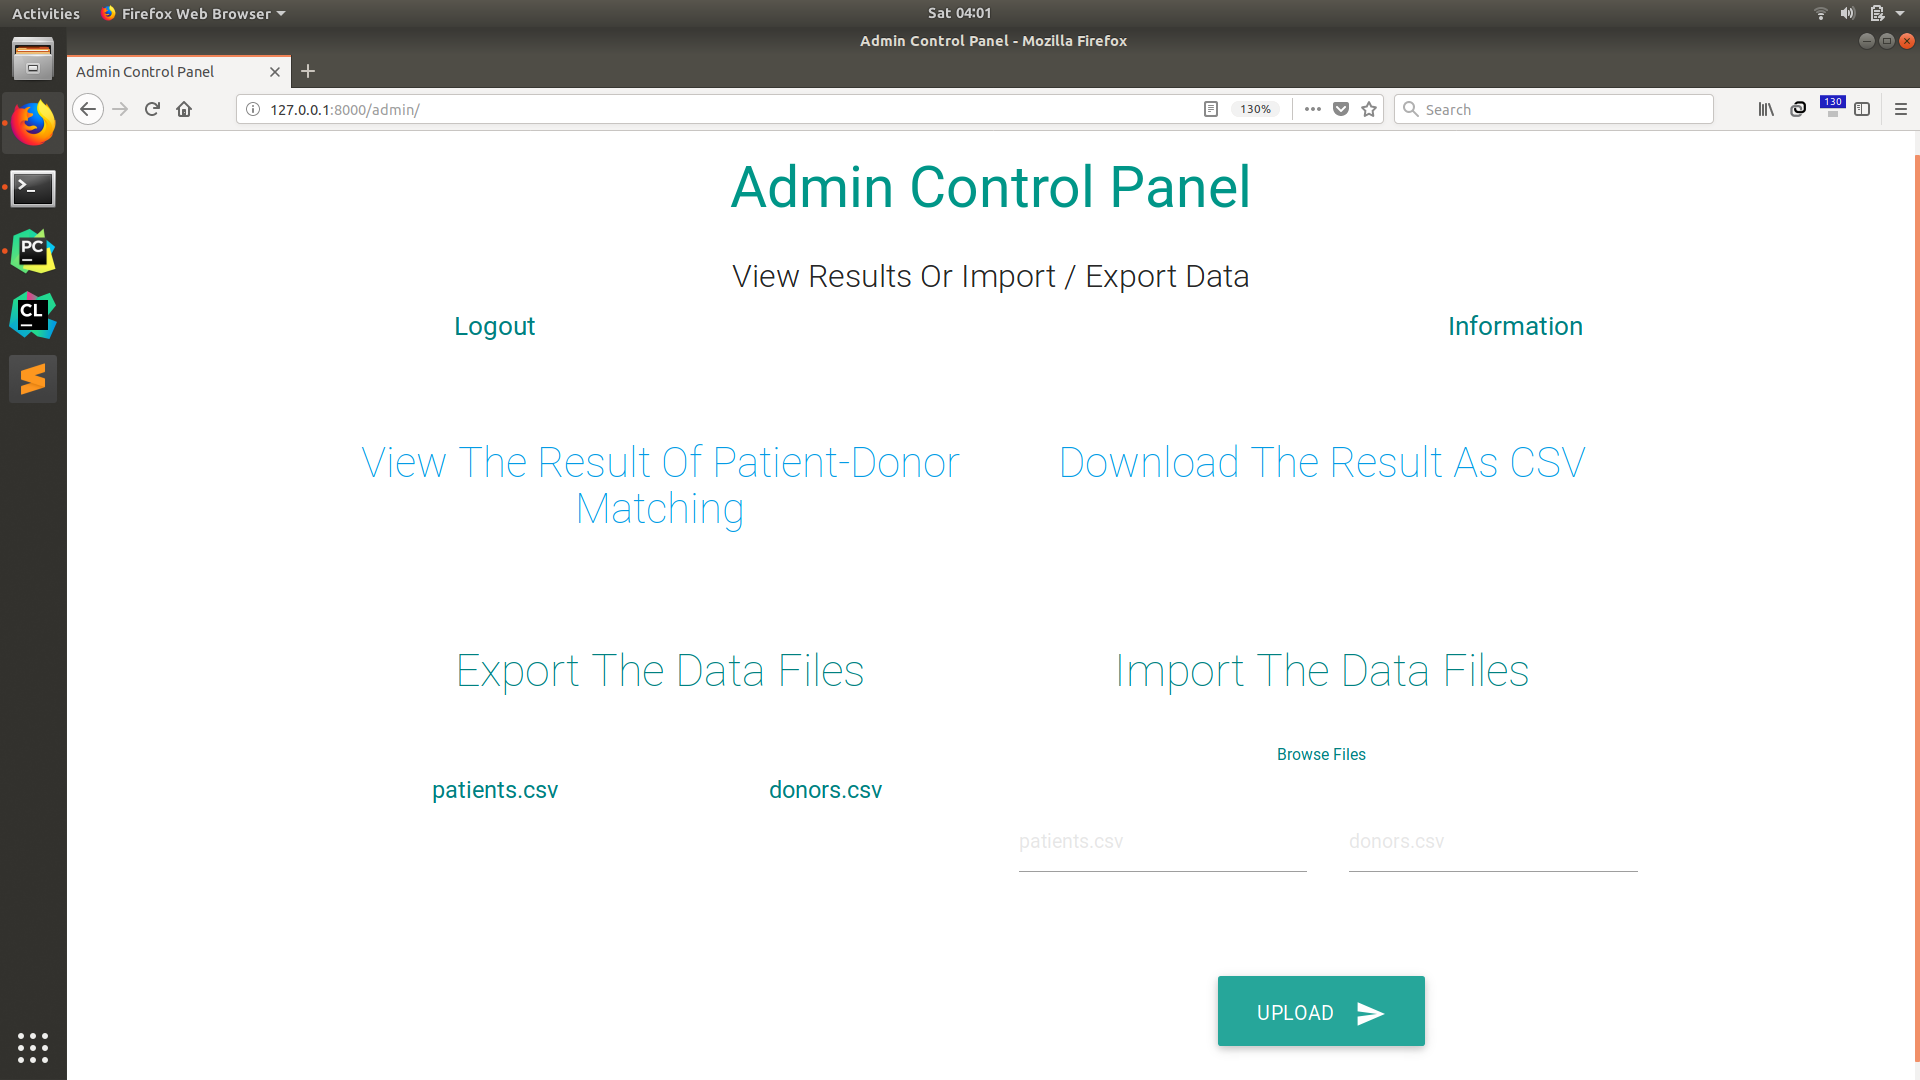 Activities Firefox Web Browser Sat 04:01
Admin Control Panel - Mozilla Firefox
Admin Control Panel
127.0.0.1:8000/admin/ 130% Search 130
Admin Control Panel
View Results Or Import / Export Data
Logout Information
View The Result Of Patient-Donor
Matching
Download The Result As CSV
Export The Data Files
patients.csv donors.csv
Import The Data Files
Browse Files
patients.csv donors.csv
UPLOAD
PC
CL